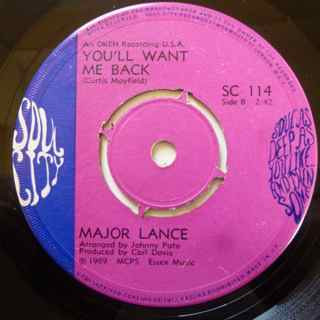 An OKEH Recording U.S.A.
YOU'LL WANT
ME BACK
(Curtis Mayfield)
SC 114
Side B 2.42
SOUL
CITY
SOUL AS
DEEP AS
YOU LIKE
AND THEN
SOME
MAJOR LANCE
Arranged by Johnny Pate
Produced by Carl Davis
℗ 1969 MCPS Essex Music